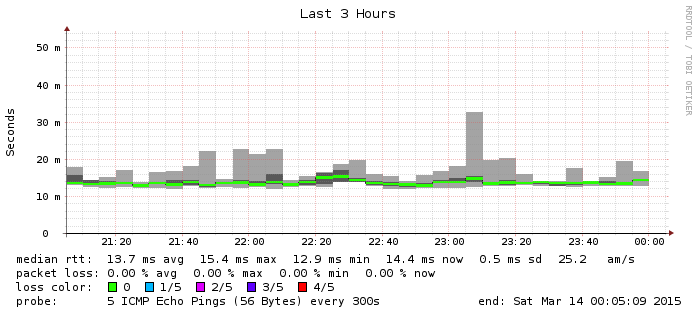 Last 3 Hours
RRDTOOL / TOBI OETIKER
Seconds
50 m
40 m
30 m
20 m
10 m
0
21:20 21:40 22:00 22:20 22:40 23:00 23:20 23:40 00:00
median rtt: 13.7 ms avg 15.4 ms max 12.9 ms min 14.4 ms now 0.5 ms sd 25.2 am/s
packet loss: 0.00 % avg 0.00 % max 0.00 % min 0.00 % now
loss color: 0 1/5 2/5 3/5 4/5
probe: 5 ICMP Echo Pings (56 Bytes) every 300s end: Sat Mar 14 00:05:09 2015